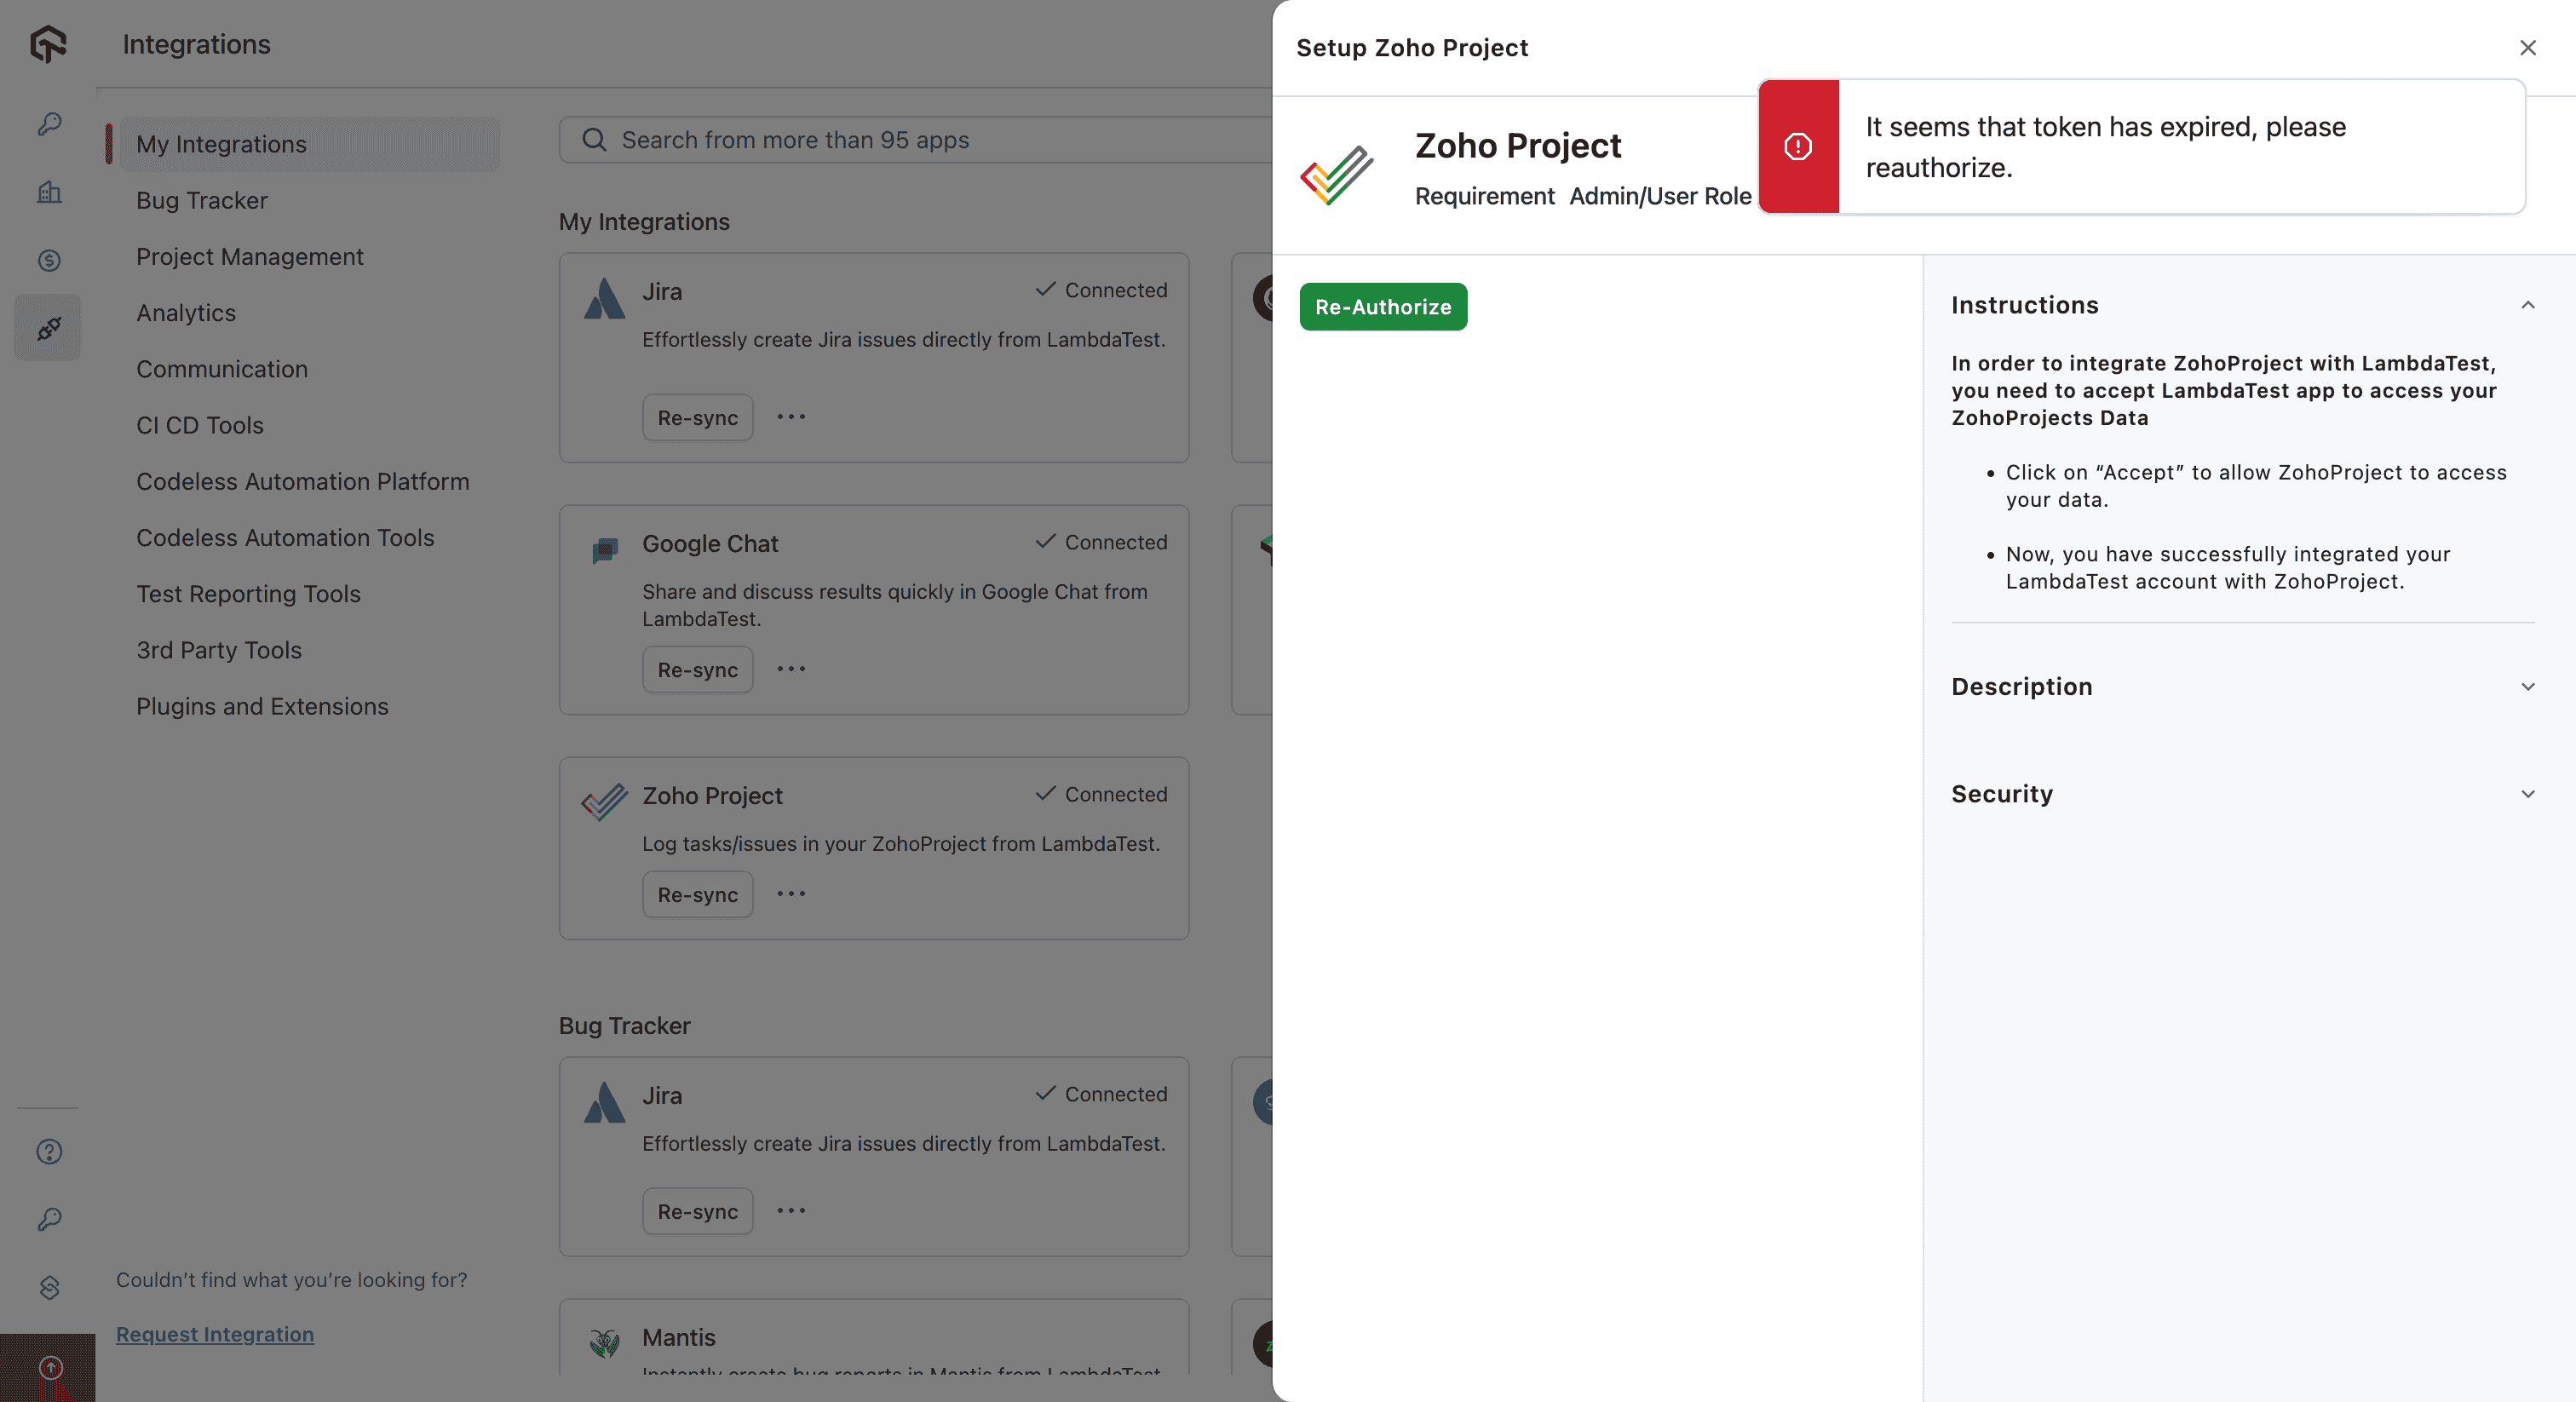 Integrations
My Integrations
Bug Tracker
Project Management
Analytics
Communication
CI CD Tools
Codeless Automation Platform
Codeless Automation Tools
Test Reporting Tools
3rd Party Tools
Plugins and Extensions
Couldn't find what you're looking for?
Request Integration
Search from more than 95 apps
My Integrations
Jira
Connected
Effortlessly create Jira issues directly from LambdaTest.
Re-sync
Google Chat
Connected
Share and discuss results quickly in Google Chat from
LambdaTest.
Re-sync
Zoho Project
Connected
Log tasks/issues in your ZohoProject from LambdaTest.
Re-sync
Bug Tracker
Jira
Connected
Effortlessly create Jira issues directly from LambdaTest.
Re-sync
Mantis
Instantly create bug reports in Mantis from LambdaTest.
Setup Zoho Project
Zoho Project
Requirement Admin/User Role
It seems that token has expired, please
reauthorize.
Re-Authorize
Instructions
In order to integrate ZohoProject with LambdaTest,
you need to accept LambdaTest app to access your
ZohoProjects Data
• Click on “Accept” to allow ZohoProject to access
your data.
• Now, you have successfully integrated your
LambdaTest account with ZohoProject.
Description
Security